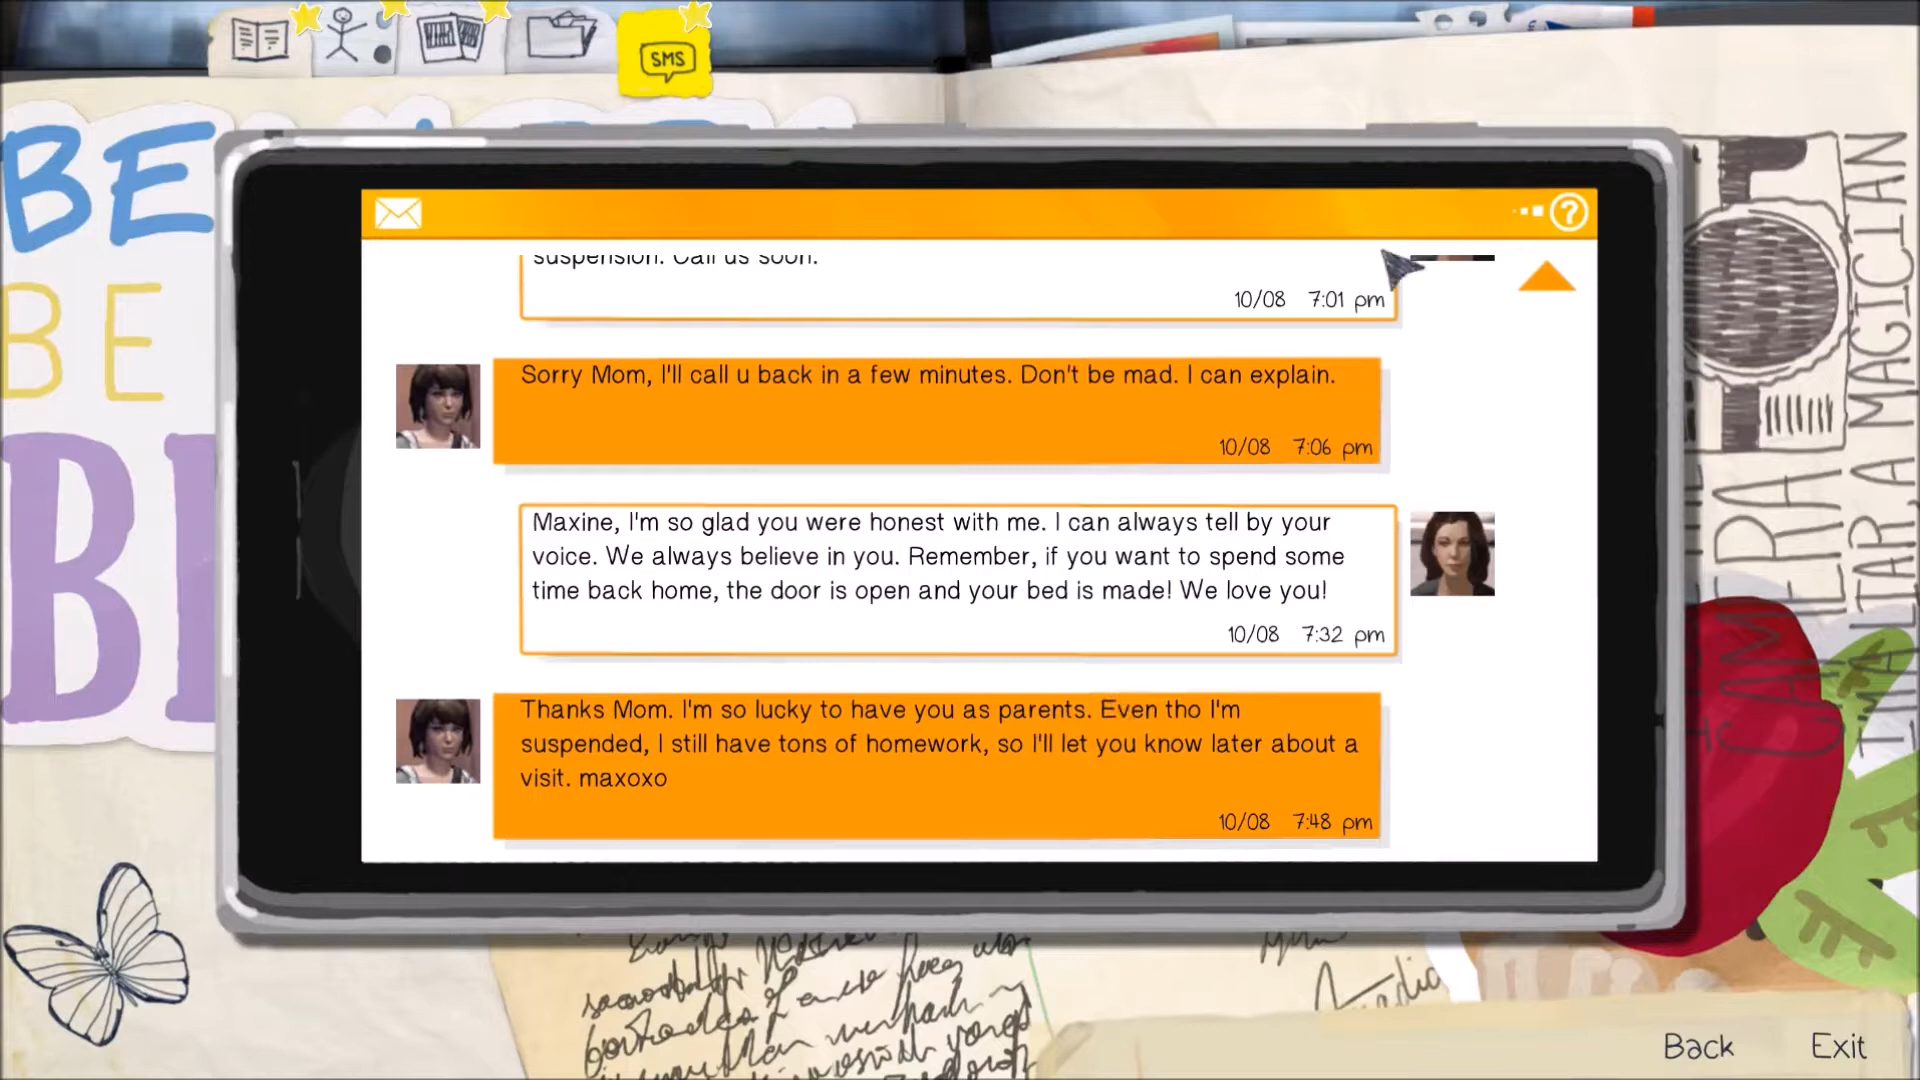 SMS
BE
BE
suspension. Call us soon.
10/08 7:01 pm
Sorry Mom, I'll call u back in a few minutes. Don't be mad. I can explain.
10/08 7:06 pm
Maxine, I'm so glad you were honest with me. I can always tell by your
voice. We always believe in you. Remember, if you want to spend some
time back home, the door is open and your bed is made! We love you!
10/08 7:32 pm
Thanks Mom. I'm so lucky to have you as parents. Even tho I'm
suspended, I still have tons of homework, so I'll let you know later about a
visit. maxoxo
10/08 7:48 pm
CAMERA
MAGICIAN
Back Exit